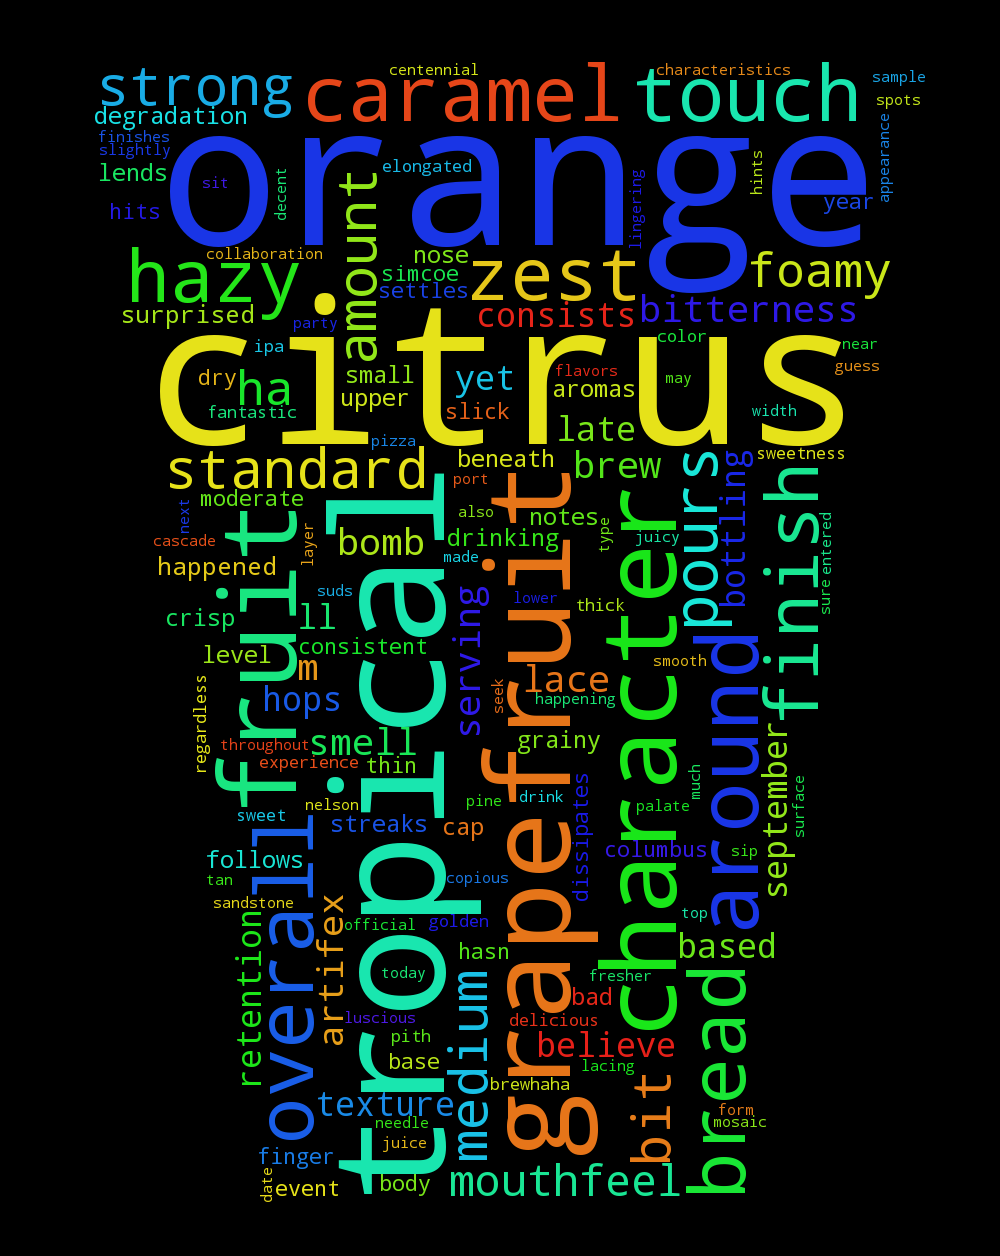 centennial
characteristics
sample
strong
caramel
touch
spots
degradation
orange
finishes
slightly
elongated
appearance
lends
sit
decent
amount
hints
lingering
hits
year
collaboration
nose
hazy
simcoe
zest
foamy
settles
surprised
party
consists
bitterness
citrus
color
ipa
near
dry
ha
small
yet
flavors
may
guess
fantastic
upper
slick
aromas
width
pizza
late
standard
beneath
brew
pours
bottling
sweetness
moderate
port
finish
next
cascade
layer
fruit
tropical
also
notes
grapefruit
type
character
juicy
entered
sure
happened
bomb
drinking
made
suds
lower
thick
crisp
ll
consistent
serving
around
level
m
lace
smooth
hops
seek
happening
regardless
throughout
smell
grainy
september
experience
thin
much
surface
sweet
nelson
pine
drink
palate
overall
streaks
cap
dissipates
columbus
sip
follows
tan
copious
sandstone
artifex
official
golden
top
retention
hasn
based
today
medium
fresher
bread
bad
luscious
delicious
pith
believe
base
lacing
brewhaha
bit
texture
form
needle
mosaic
juice
finger
date
event
body
mouthfeel